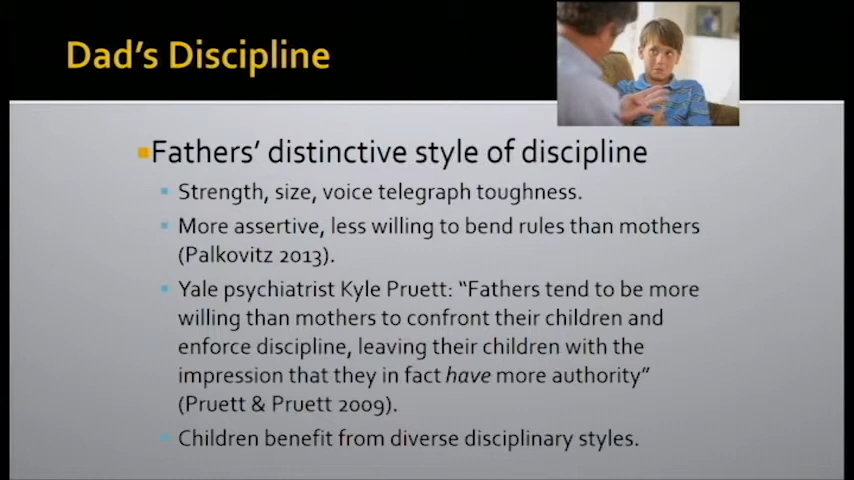 Dad's Discipline
Fathers' distinctive style of discipline
Strength, size, voice telegraph toughness.
More assertive, less willing to bend rules than mothers
(Palkovitz 2013).
Yale psychiatrist Kyle Pruett: “Fathers tend to be more
willing than mothers to confront their children and
enforce discipline, leaving their children with the
impression that they in fact have more authority”
(Pruett & Pruett 2009).
Children benefit from diverse disciplinary styles.